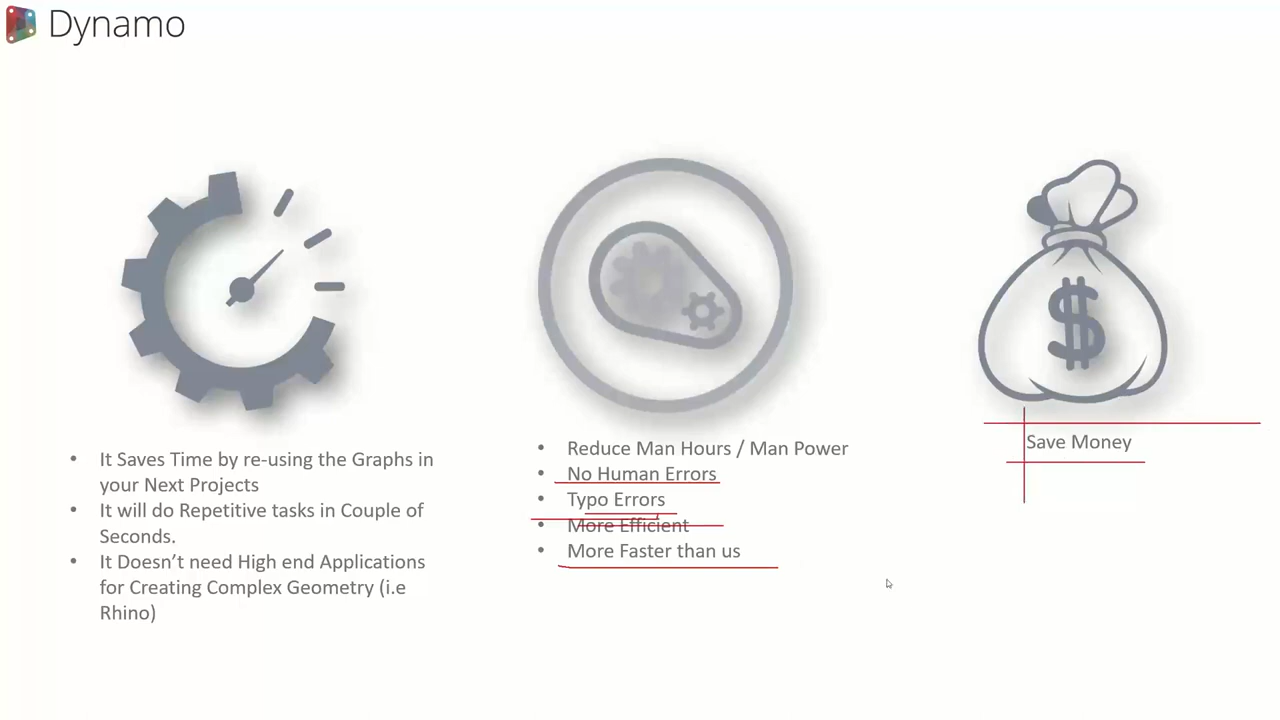 Dynamo
• It Saves Time by re-using the Graphs in
your Next Projects
• It will do Repetitive tasks in Couple of
Seconds.
• It Doesn’t need High end Applications
for Creating Complex Geometry (i.e
Rhino)
• Reduce Man Hours / Man Power
• No Human Errors
• Typo Errors
• More Efficient
• More Faster than us
$
Save Money